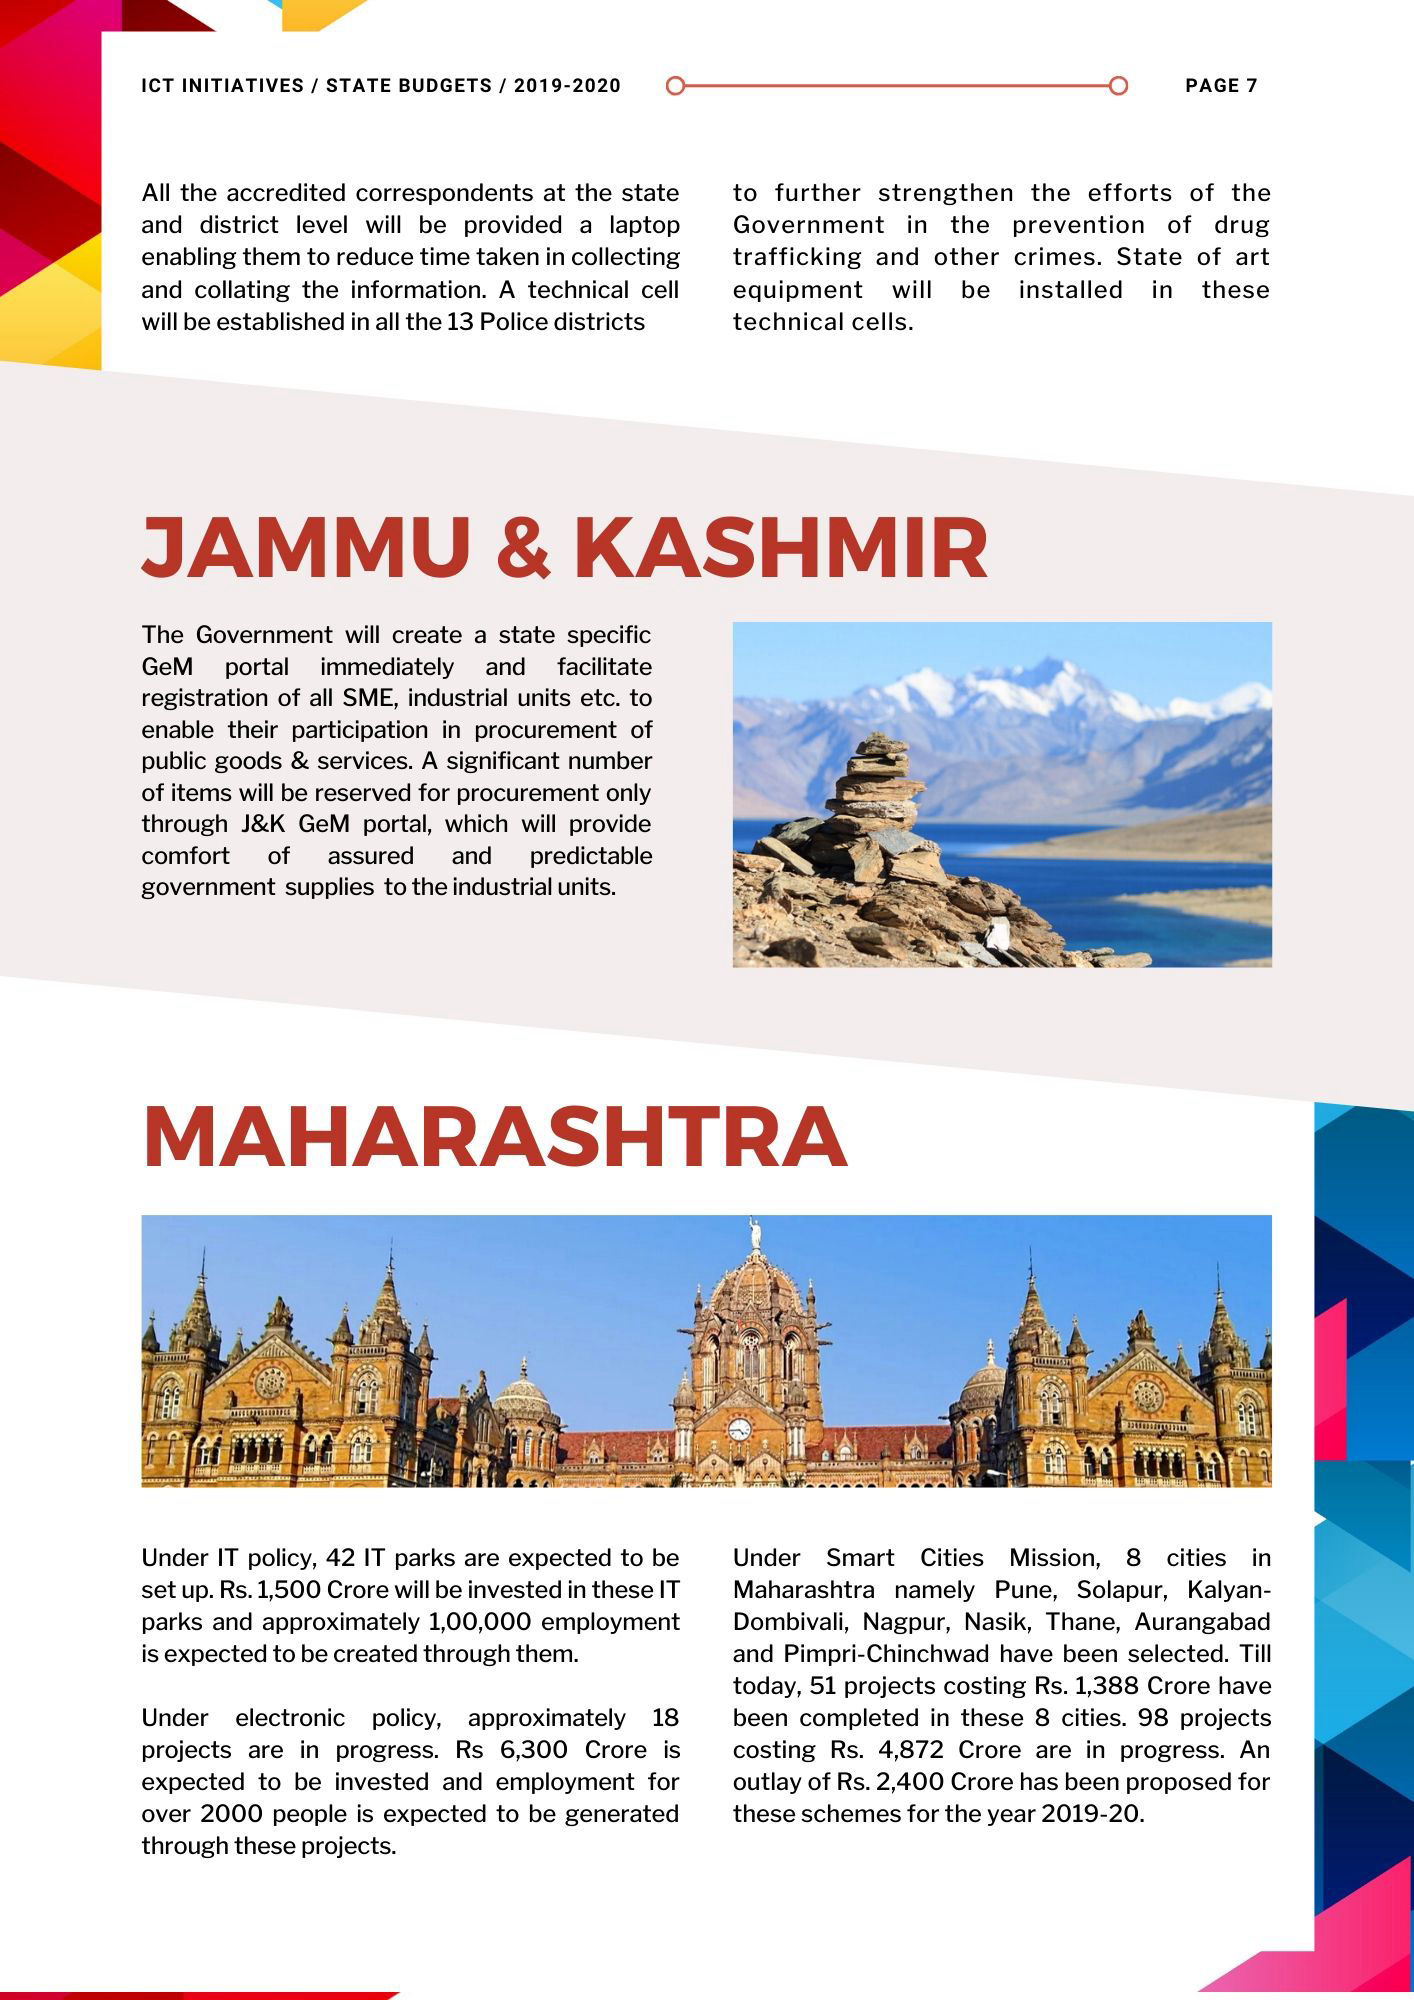 ICT INITIATIVES / STATE BUDGETS / 2019-2020
PAGE 7
All the accredited correspondents at the state
and district level will be provided a laptop
enabling them to reduce time taken in collecting
and collating the information. A technical cell
will be established in all the 13 Police districts
to further strengthen the efforts of the
Government in the prevention of drug
trafficking and other crimes. State of art
equipment will be installed in these
technical cells.
JAMMU & KASHMIR
The Government will create a state specific
GeM portal immediately and facilitate
registration of all SME, industrial units etc. to
enable their participation in procurement of
public goods & services. A significant number
of items will be reserved for procurement only
through J&K GeM portal, which will provide
comfort of assured and predictable
government supplies to the industrial units.
MAHARASHTRA
Under IT policy, 42 IT parks are expected to be
set up. Rs. 1,500 Crore will be invested in these IT
parks and approximately 1,00,000 employment
is expected to be created through them.
Under electronic policy, approximately 18
projects are in progress. Rs 6,300 Crore is
expected to be invested and employment for
over 2000 people is expected to be generated
through these projects.
Under Smart Cities Mission, 8 cities in
Maharashtra namely Pune, Solapur, Kalyan-
Dombivali, Nagpur, Nasik, Thane, Aurangabad
and Pimpri-Chinchwad have been selected. Till
today, 51 projects costing Rs. 1,388 Crore have
been completed in these 8 cities. 98 projects
costing Rs. 4,872 Crore are in progress. An
outlay of Rs. 2,400 Crore has been proposed for
these schemes for the year 2019-20.